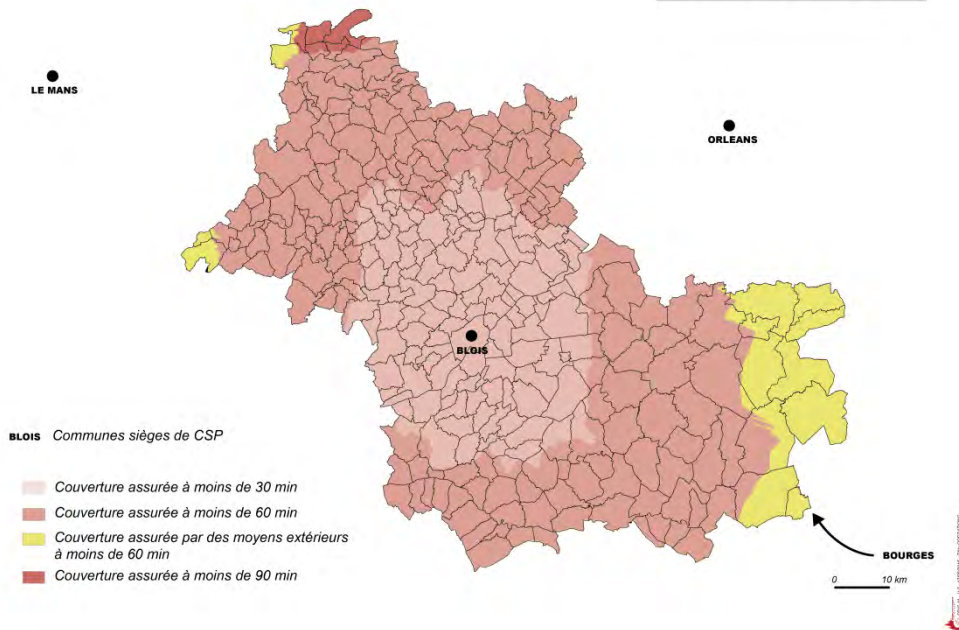 LE MANS
ORLEANS
BLOIS
BLOIS Communes sièges de CSP
Couverture assurée à moins de 30 min
Couverture assurée à moins de 60 min
Couverture assurée par des moyens extérieurs
à moins de 60 min
Couverture assurée à moins de 90 min
BOURGES
0 10 km